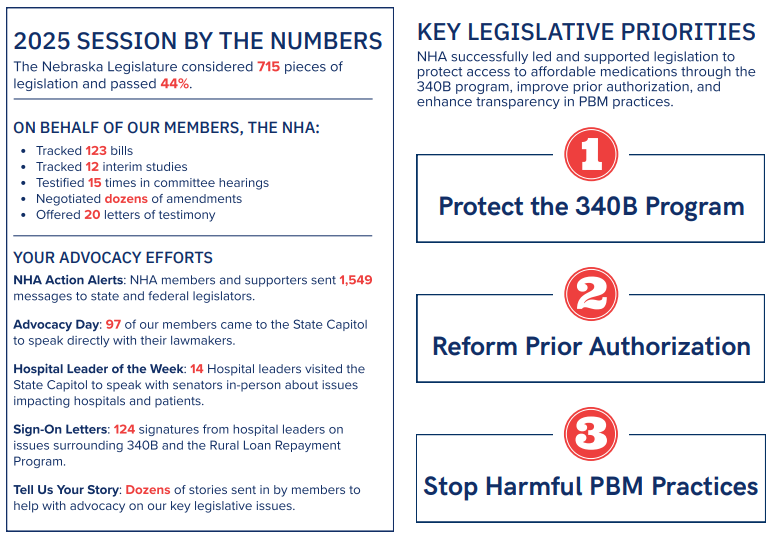 2025 SESSION BY THE NUMBERS
The Nebraska Legislature considered 715 pieces of
legislation and passed 44%.
ON BEHALF OF OUR MEMBERS, THE NHA:
• Tracked 123 bills
• Tracked 12 interim studies
• Testified 15 times in committee hearings
• Negotiated dozens of amendments
• Offered 20 letters of testimony
YOUR ADVOCACY EFFORTS
NHA Action Alerts: NHA members and supporters sent 1,549
messages to state and federal legislators.
Advocacy Day: 97 of our members came to the State Capitol
to speak directly with their lawmakers.
Hospital Leader of the Week: 14 Hospital leaders visited the
State Capitol to speak with senators in-person about issues
impacting hospitals and patients.
Sign-On Letters: 124 signatures from hospital leaders on
issues surrounding 340B and the Rural Loan Repayment
Program.
Tell Us Your Story: Dozens of stories sent in by members to
help with advocacy on our key legislative issues.
KEY LEGISLATIVE PRIORITIES
NHA successfully led and supported legislation to
protect access to affordable medications through the
340B program, improve prior authorization, and
enhance transparency in PBM practices.
1
Protect the 340B Program
2
Reform Prior Authorization
3
Stop Harmful PBM Practices